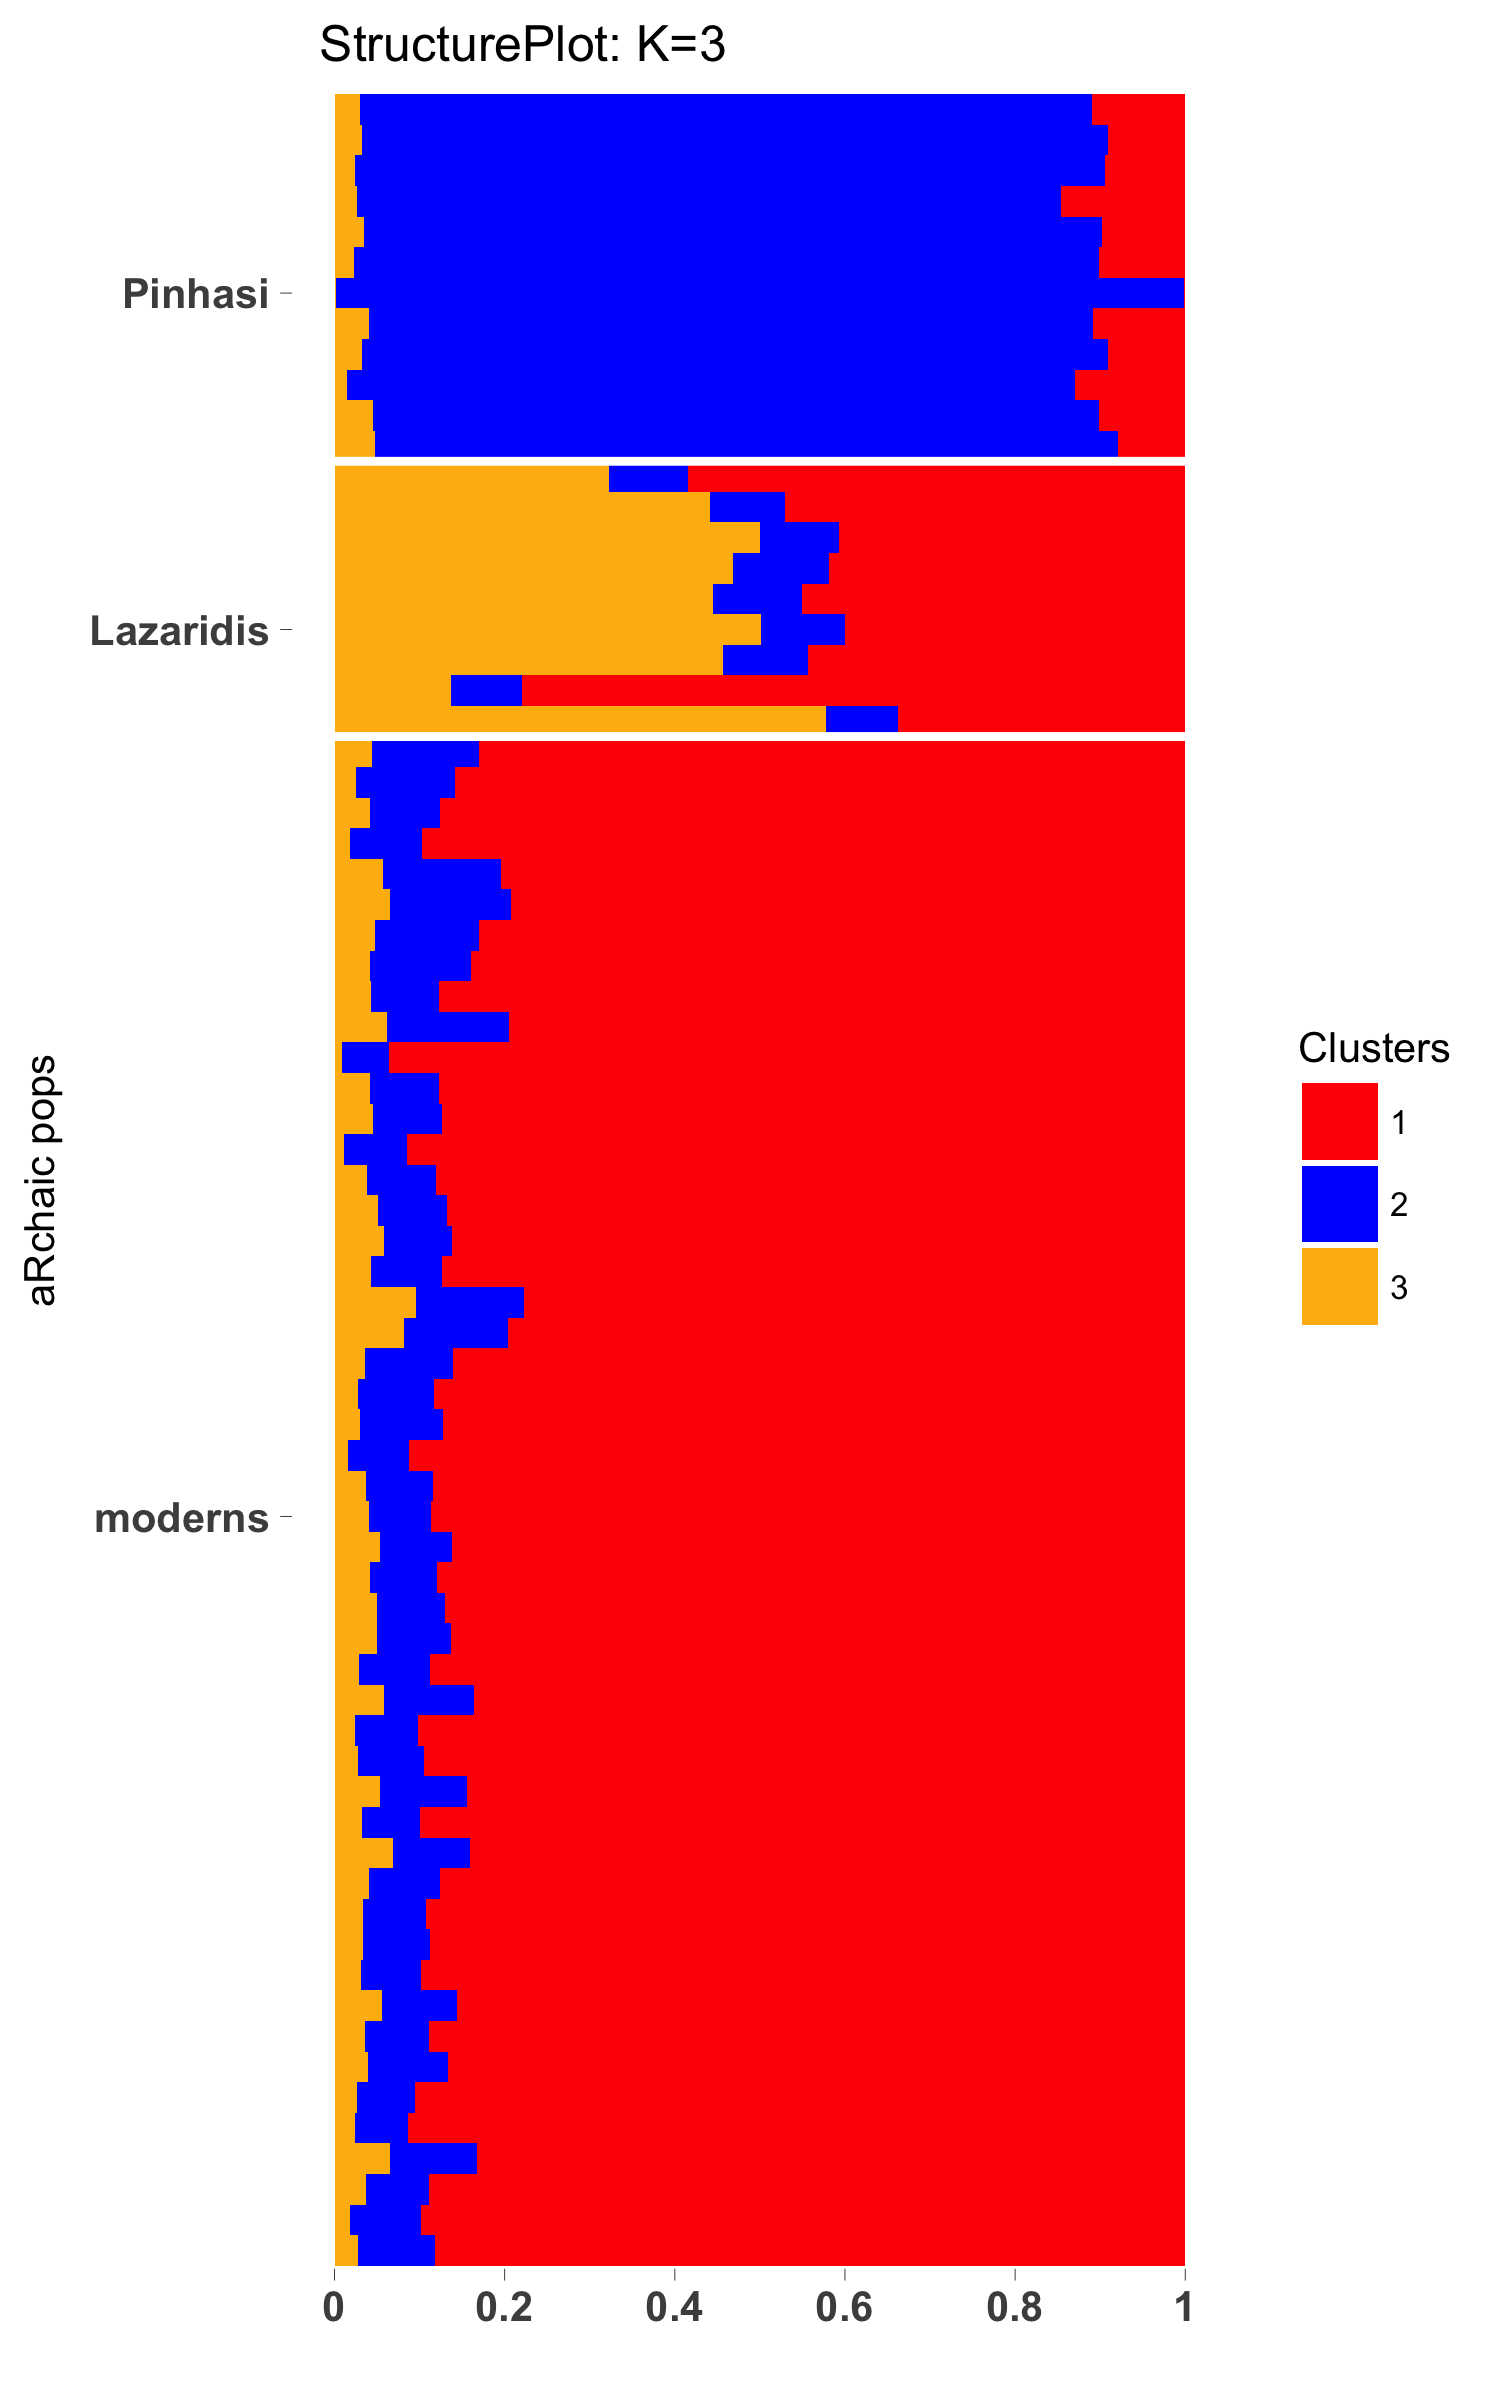 StructurePlot: K=3
Pinhasi
Lazaridis
moderns
aRchaic pops
0 0.2 0.4 0.6 0.8 1
Clusters
1
2
3